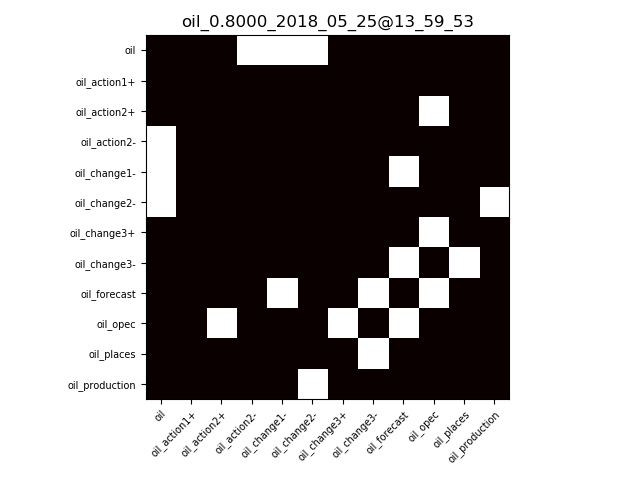 oil_0.8000_2018_05_25@13_59_53
oil
oil_action1+
oil_action2+
oil_action2-
oil_change1-
oil_change2-
oil_change3+
oil_change3-
oil_forecast
oil_opec
oil_places
oil_production
oil
oil_action1+
oil_action2+
oil_action2-
oil_change1-
oil_change2-
oil_change3+
oil_change3-
oil_forecast
oil_opec
oil_places
oil_production